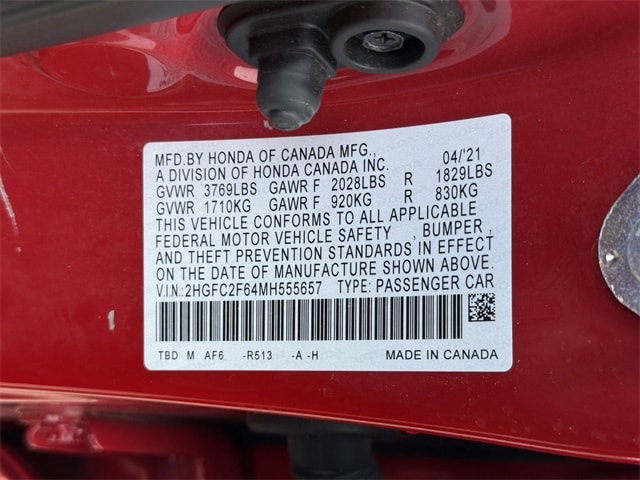 MFD.BY HONDA OF CANADA MFG., 04/'21
A DIVISION OF HONDA CANADA INC.
GVWR 3769LBS GAWR F 2028LBS R 1829LBS
GVWR 1710KG GAWR F 920KG R 830KG
THIS VEHICLE CONFORMS TO ALL APPLICABLE
FEDERAL MOTOR VEHICLE SAFETY , BUMPER ,
AND THEFT PREVENTION STANDARDS IN EFFECT
ON THE DATE OF MANUFACTURE SHOWN ABOVE.
V.I.N.:2HGFC2F64MH555657 TYPE: PASSENGER CAR
TBD M AF6 -R513 -A -H MADE IN CANADA